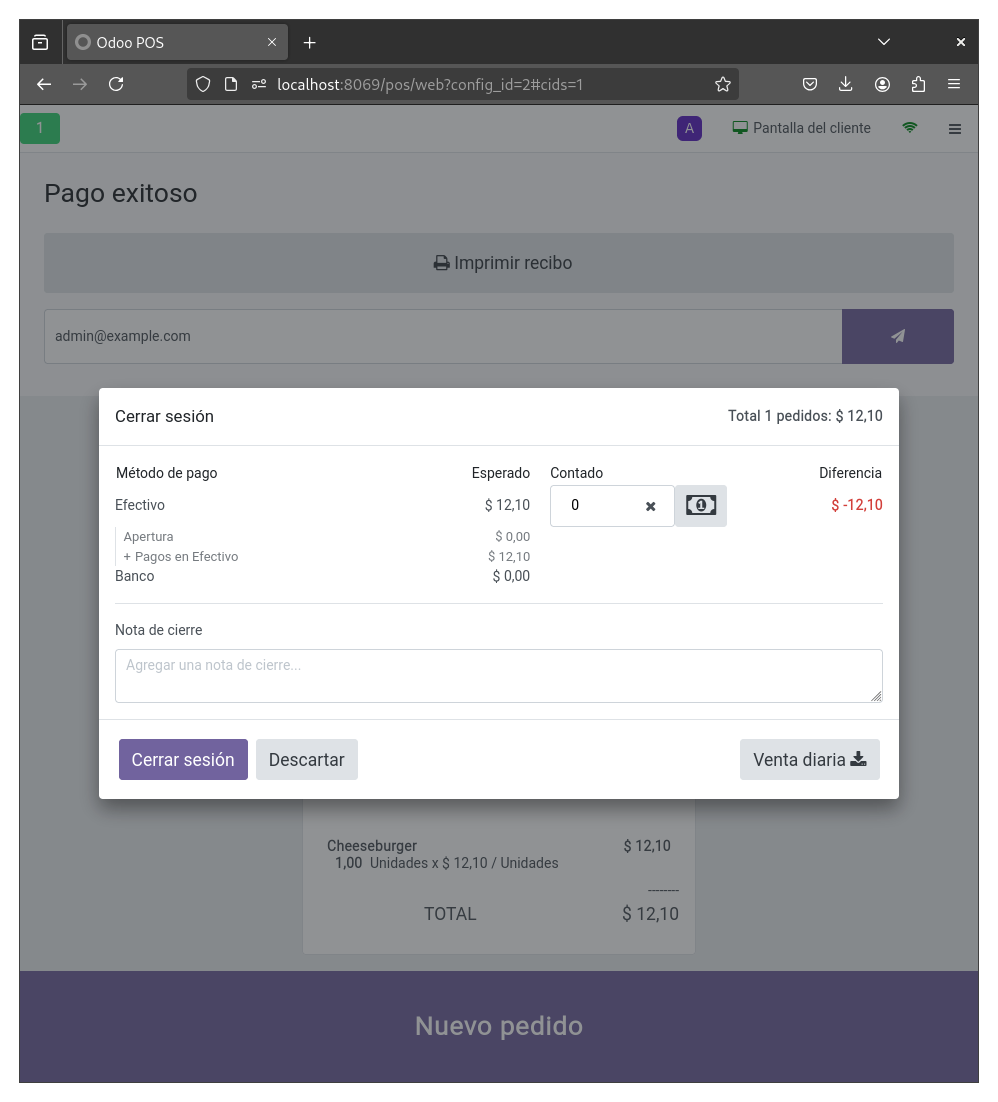 Odoo POS
localhost:8069/pos/web?config_id=2#cids=1
1 A Pantalla del cliente
Pago exitoso
Imprimir recibo
admin@example.com
Cerrar sesión Total 1 pedidos: $ 12,10
Método de pago Esperado Contado Diferencia
Efectivo $ 12,10 0 $ -12,10
Apertura $ 0,00
+ Pagos en Efectivo $ 12,10
Banco $ 0,00
Nota de cierre
Agregar una nota de cierre...
Cerrar sesión Descartar Venta diaria
Cheeseburger $ 12,10
1,00 Unidades x $ 12,10 / Unidades
--------
TOTAL $ 12,10
Nuevo pedido